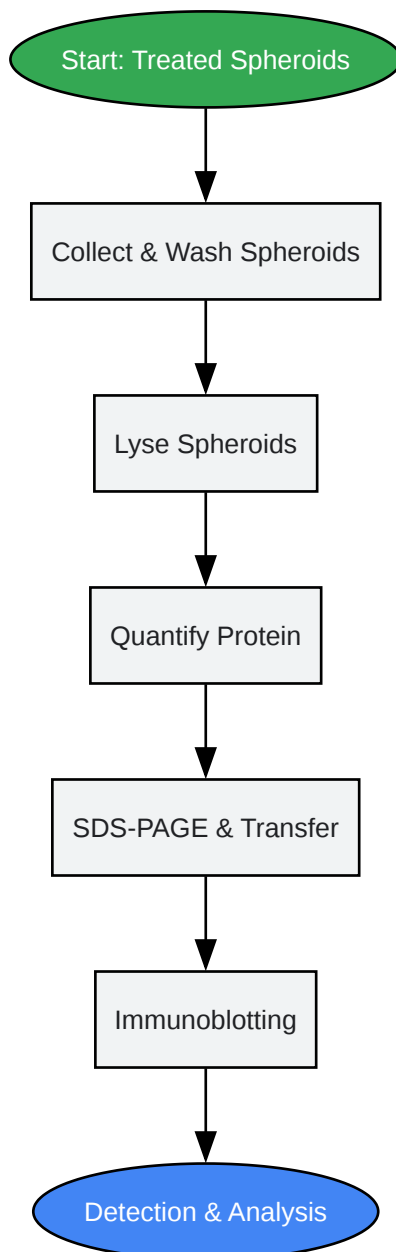 Start: Treated Spheroids
Collect & Wash Spheroids
Lyse Spheroids
Quantify Protein
SDS-PAGE & Transfer
Immunoblotting
Detection & Analysis